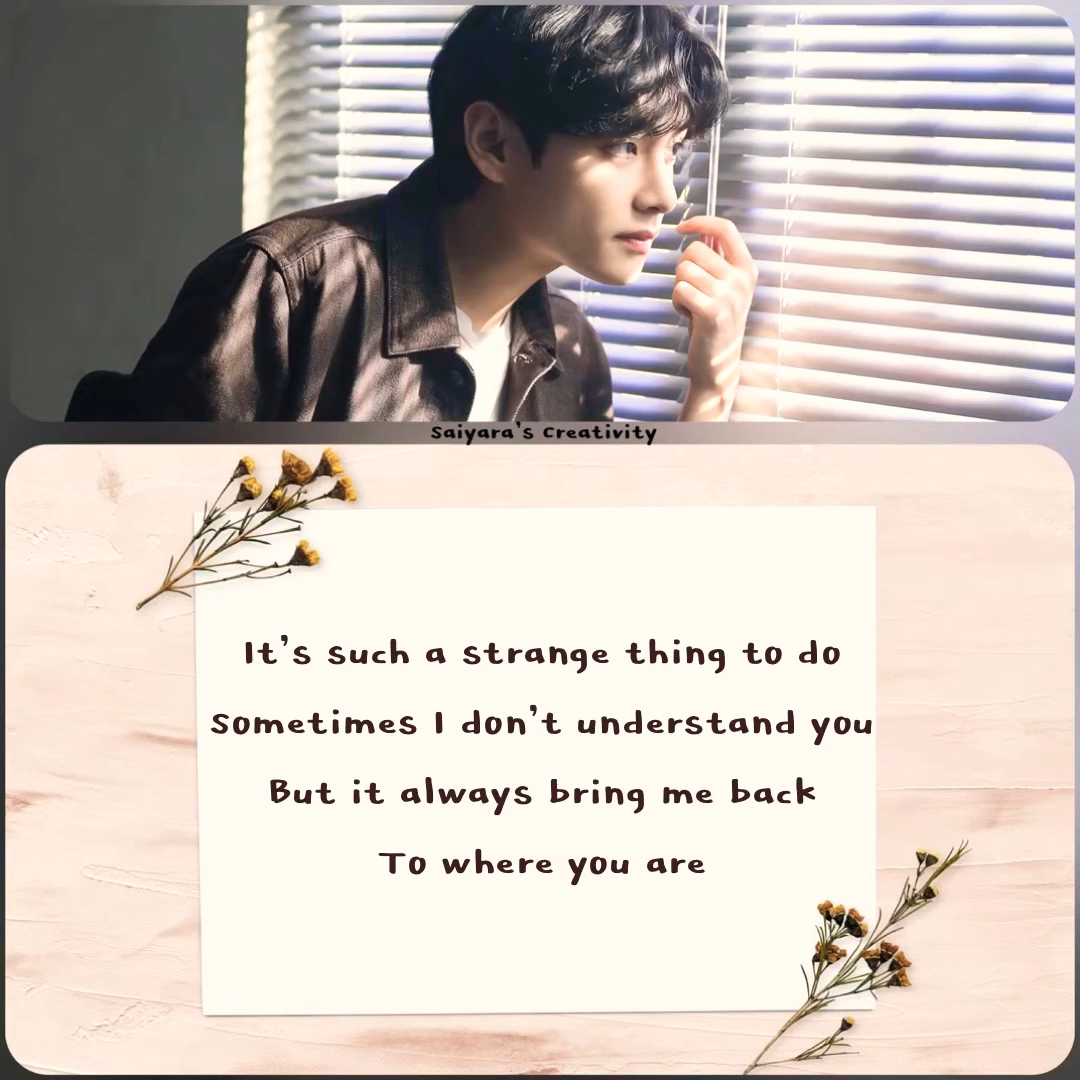 Saiyara's Creativity
It's such a strange thing to do
Sometimes I don't understand you
But it always bring me back
To where you are